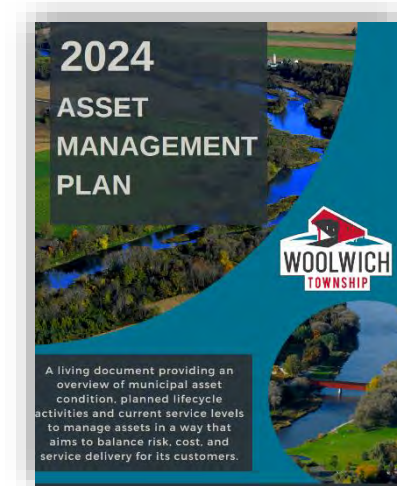 2024
ASSET
MANAGEMENT
PLAN
WOOLWICH
TOWNSHIP
A living document providing an
overview of municipal asset
condition, planned lifecycle
activities and current service levels
to manage assets in a way that
aims to balance risk, cost, and
service delivery for its customers.